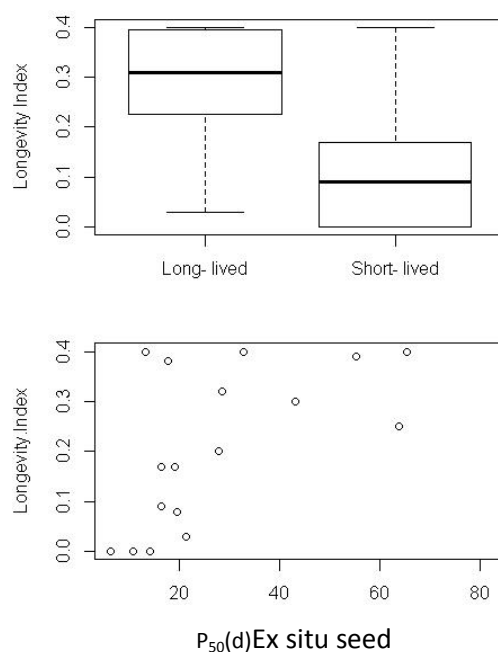 Longevity Index
0.4
0.3
0.2
0.1
0.0
Long- lived Short- lived
Longevity.Index
0.4
0.3
0.2
0.1
0.0
20 40 60 80
P₅₀(d)Ex situ seed